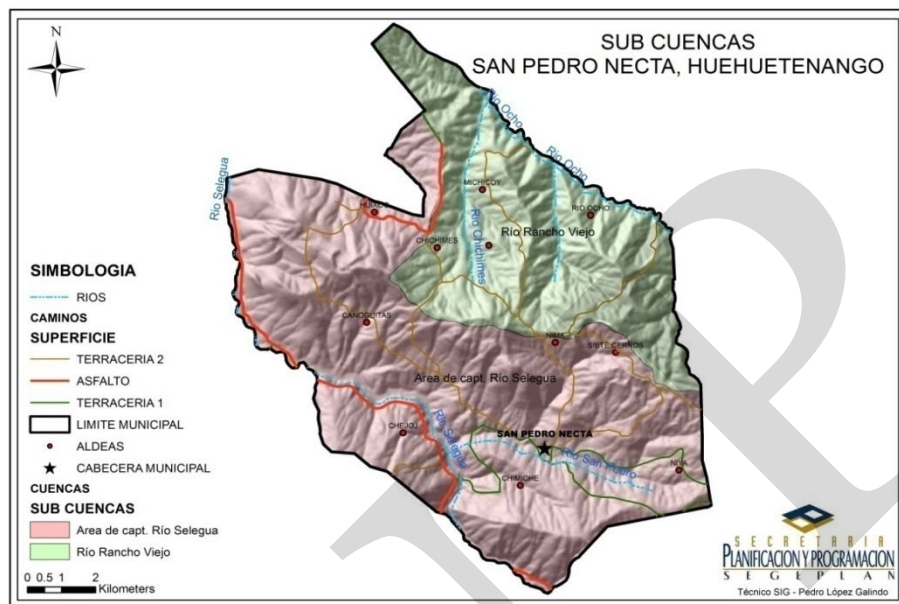 SUB CUENCAS
SAN PEDRO NECTA, HUEHUETENANGO
N
Río Ocho
Río Ocho
Río Selegua
MICHICOY
RIO OCHO
Río Rancho Viejo
Río Chichimes
CHICHIMES
CANOGUITAS
NIMA
SIETE CERROS
Area de capt. Río Selegua
CHEJOJ
Río Selegua
SAN PEDRO NECTA
Río San Pedro
NIYA
CHIMICHE
SIMBOLOGIA
RIOS
CAMINOS
SUPERFICIE
TERRACERIA 2
ASFALTO
TERRACERIA 1
LIMITE MUNICIPAL
ALDEAS
CABECERA MUNICIPAL
CUENCAS
SUB CUENCAS
Area de capt. Río Selegua
Río Rancho Viejo
0 0.5 1 2
Kilometers
SECRETARIA
PLANIFICACION Y PROGRAMACION
SEGEPLAN
Técnico SIG - Pedro López Galindo